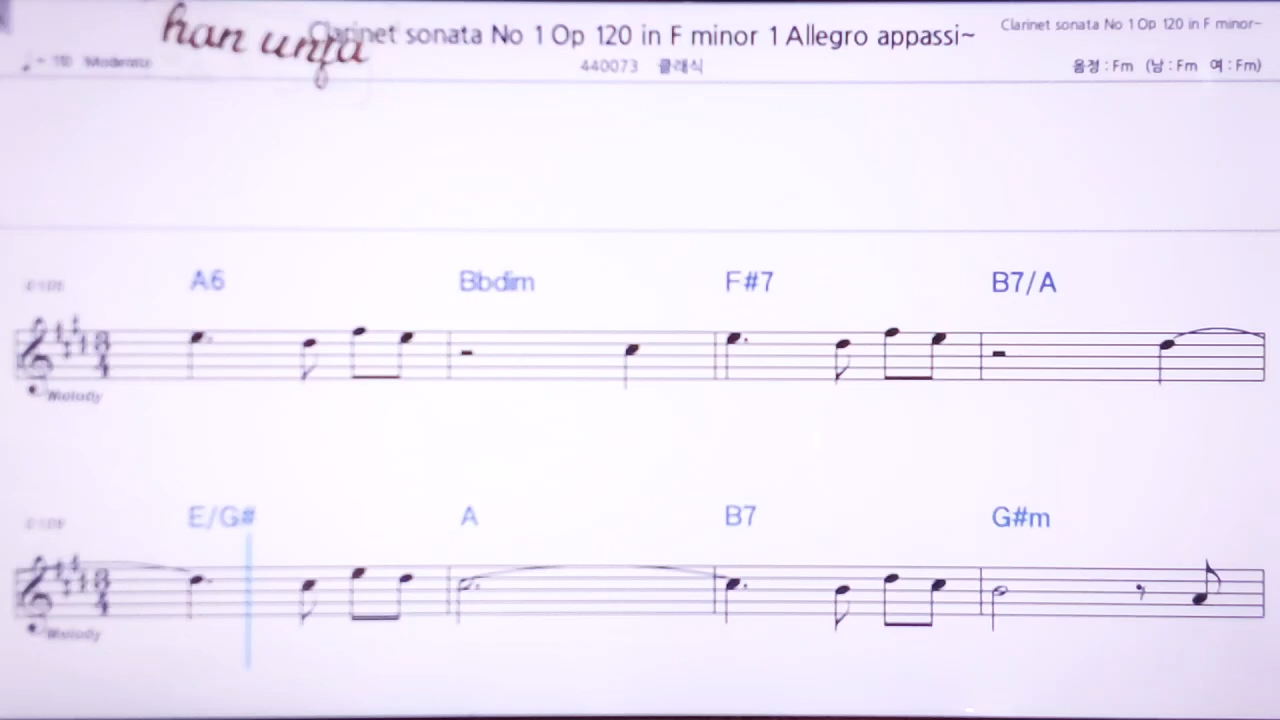 han unfa
Clarinet sonata No 1 Op 120 in F minor 1 Allegro appassi~
Clarinet sonata No 1 Op 120 in F minor~
Moderato
440073 클래식
음정 : Fm (남 : Fm 여 : Fm)
A6 Bbdim F#7 B7/A
Melody
E/G# A B7 G#m
Melody